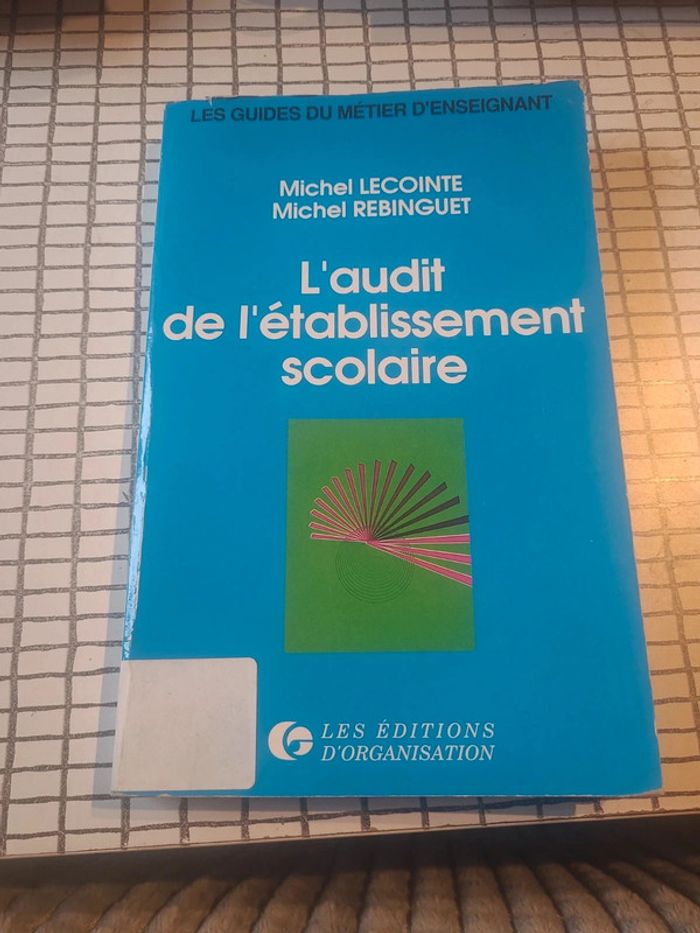 LES GUIDES DU MÉTIER D'ENSEIGNANT
Michel LECOINTE
Michel REBINGUET
L'audit
de l'établissement
scolaire
LES ÉDITIONS
D'ORGANISATION